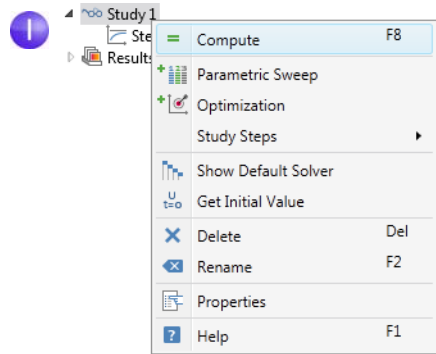 Study 1
Ste
Results
= Compute F8
Parametric Sweep
Optimization
Study Steps
Show Default Solver
U
t=0 Get Initial Value
Delete Del
Rename F2
Properties
? Help F1